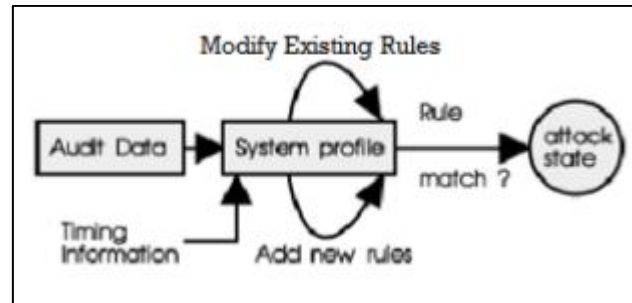 Modify Existing Rules
Audit Data
System profile
Rule
match ?
attack
state
Timing
Information
Add new rules